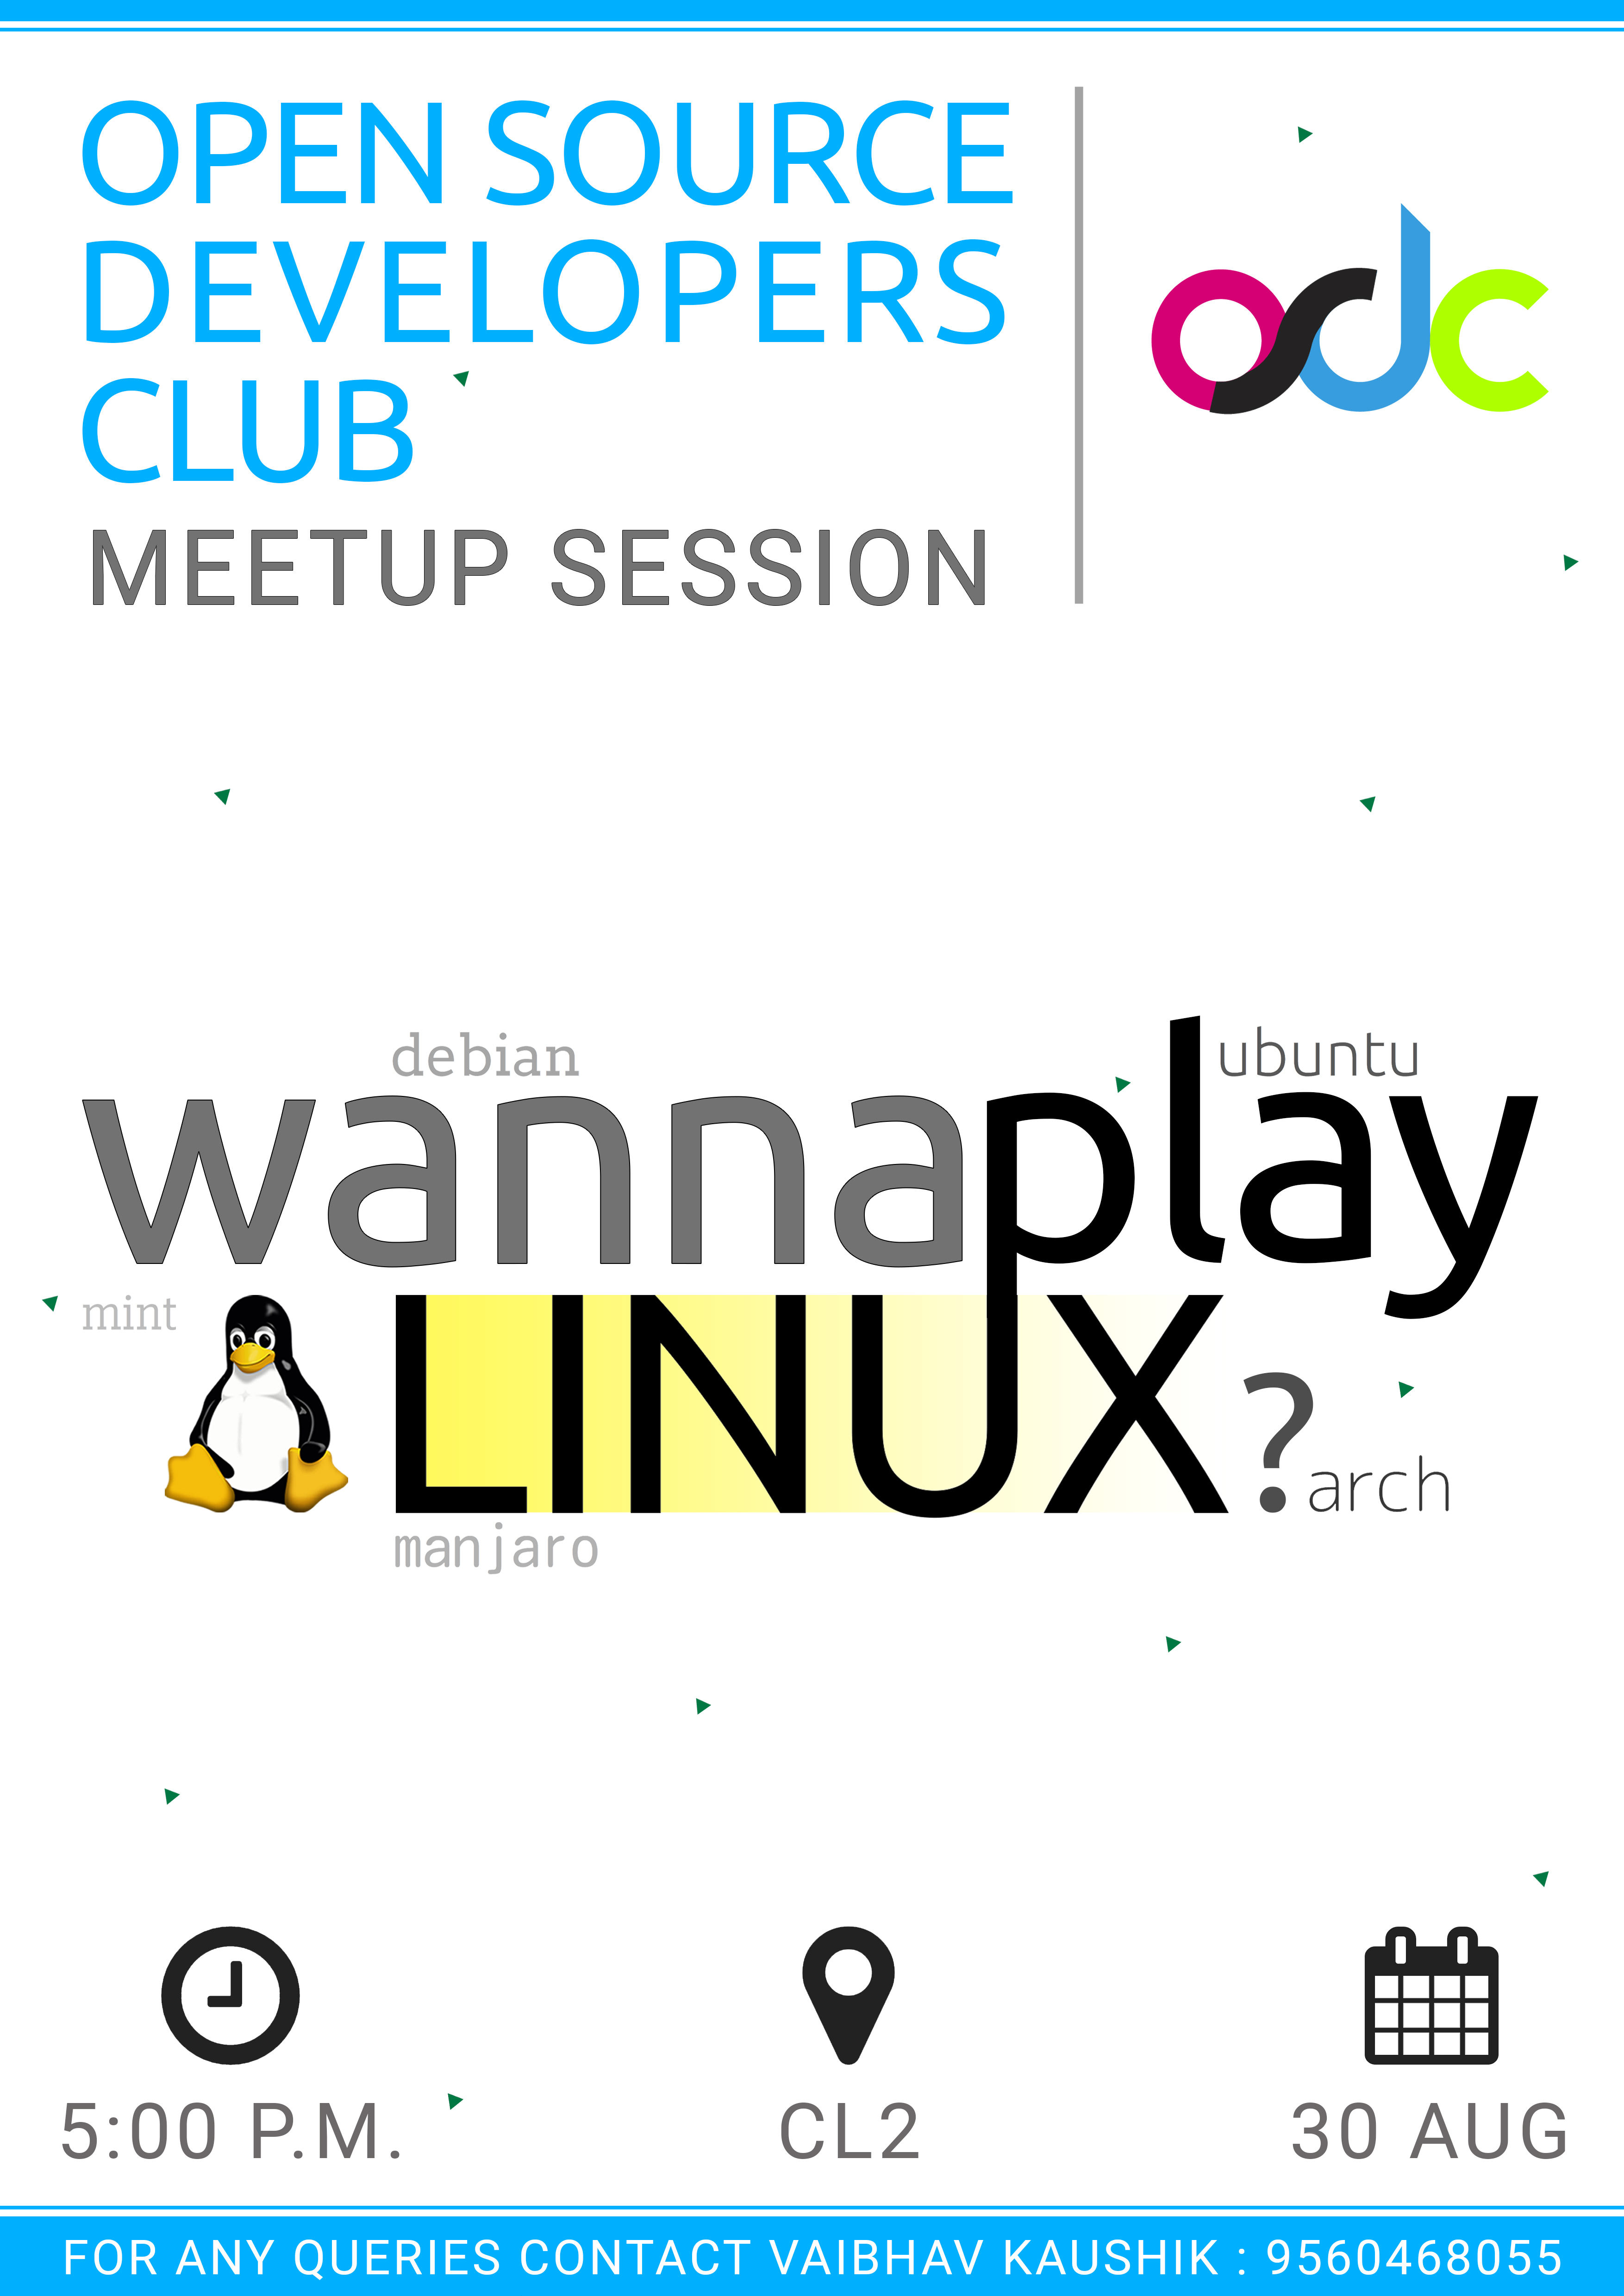 OPEN SOURCE
DEVELOPERS
CLUB
MEETUP SESSION
osdc
debian
ubuntu
wannaplay
mint
LINUX?
arch
manjaro
5:00 P.M.
CL2
30 AUG
FOR ANY QUERIES CONTACT VAIBHAV KAUSHIK : 9560468055